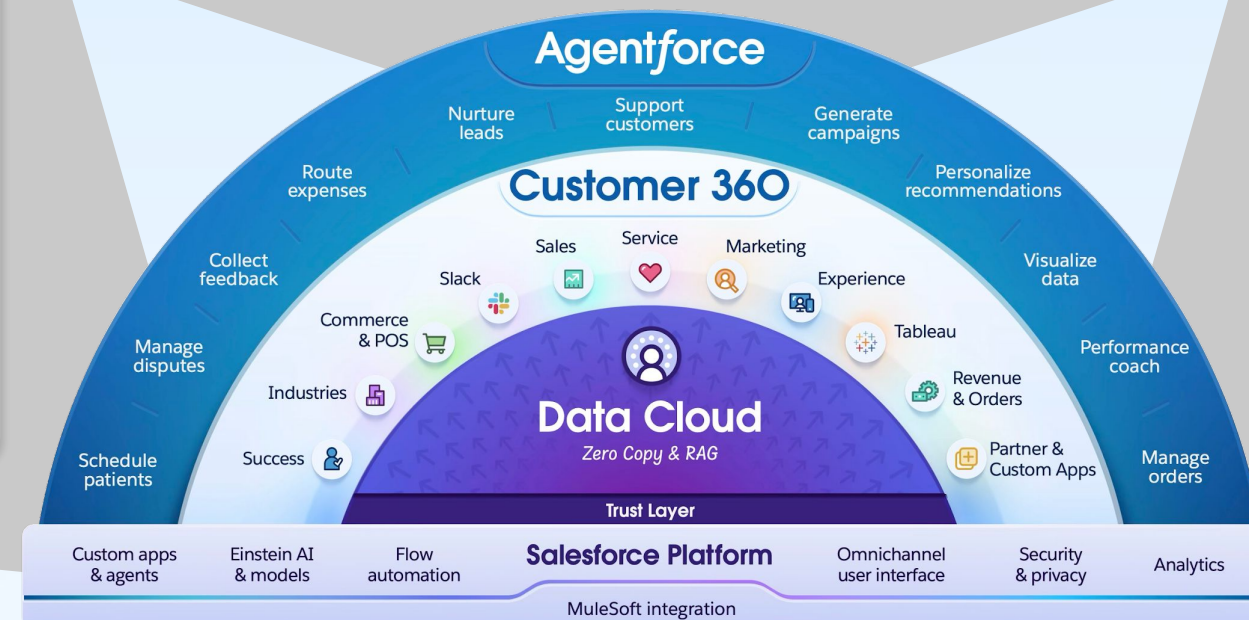 Agentforce
Schedule
patients
Manage
disputes
Collect
feedback
Route
expenses
Nurture
leads
Support
customers
Generate
campaigns
Personalize
recommendations
Visualize
data
Performance
coach
Manage
orders
Customer 360
Success
Industries
Commerce
& POS
Slack
Sales
Service
Marketing
Experience
Tableau
Revenue
& Orders
Partner &
Custom Apps
Data Cloud
Zero Copy & RAG
Trust Layer
Custom apps
& agents
Einstein AI
& models
Flow
automation
Salesforce Platform
Omnichannel
user interface
Security
& privacy
Analytics
MuleSoft integration